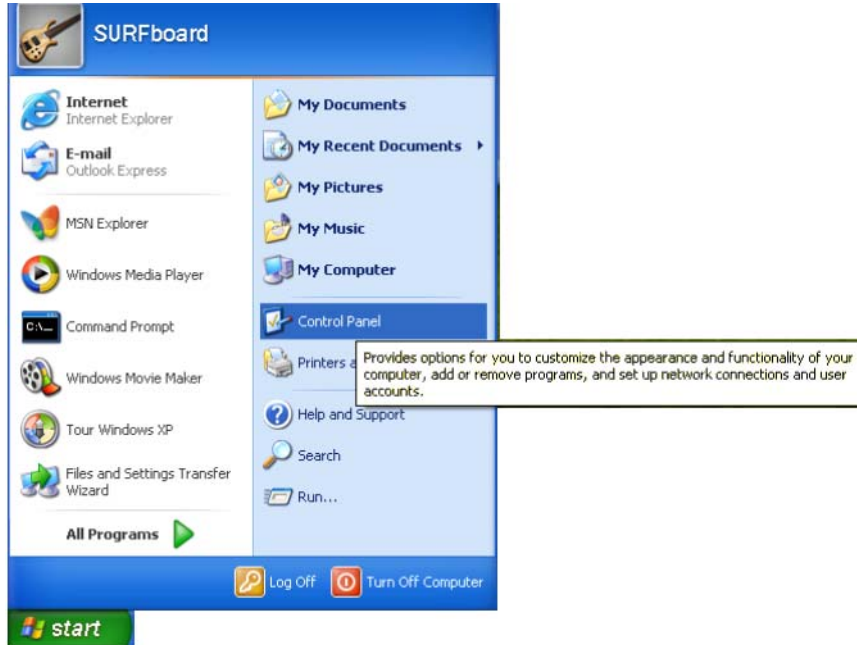 SURFboard
Internet
Internet Explorer
E-mail
Outlook Express
MSN Explorer
Windows Media Player
C:\_
Command Prompt
Windows Movie Maker
Tour Windows XP
Files and Settings Transfer
Wizard
All Programs
My Documents
My Recent Documents
My Pictures
My Music
My Computer
Control Panel
Printers a
Provides options for you to customize the appearance and functionality of your
computer, add or remove programs, and set up network connections and user
accounts.
Help and Support
Search
Run...
Log Off
Turn Off Computer
start